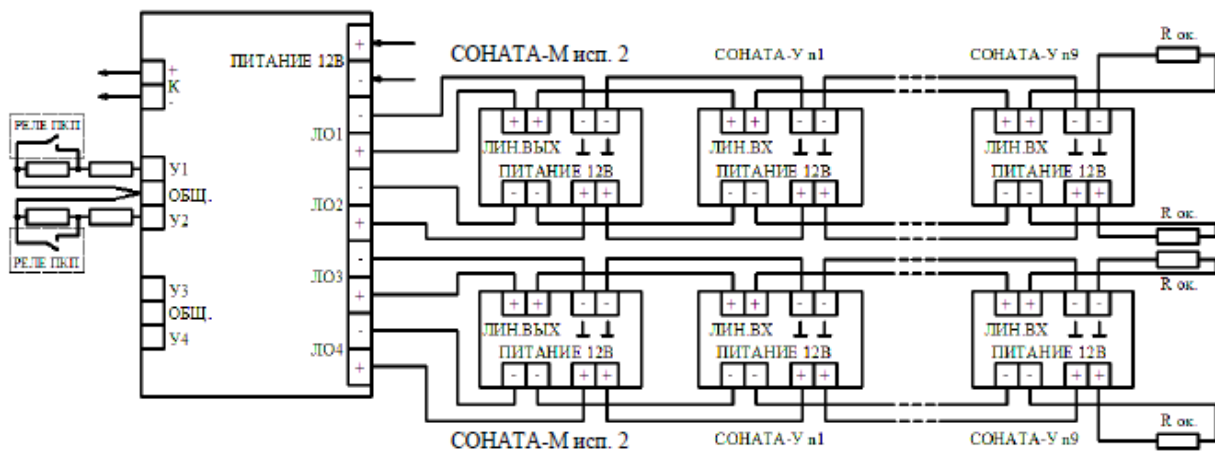 СОНАТА-М исп. 2 СОНАТА-У п1 СОНАТА-У п9 R ок.
+
ПИТАНИЕ 12В
-
+
К
-
-
ЛО1
+
+ + - - + + - - + + - -
ЛИН.ВЫХ ЛИН.ВХ ЛИН.ВХ
ПИТАНИЕ 12В ПИТАНИЕ 12В ПИТАНИЕ 12В
- - + + - - + + - - + +
РЕЛЕ ПКП
У1
ОБЩ.
У2
РЕЛЕ ПКП
-
ЛО2
+
R ок.
R ок.
-
ЛО3
+
У3
ОБЩ.
У4
-
ЛО4
+
+ + - - + + - - + + - -
ЛИН.ВЫХ ЛИН.ВХ ЛИН.ВХ
ПИТАНИЕ 12В ПИТАНИЕ 12В ПИТАНИЕ 12В
- - + + - - + + - - + +
R ок.
СОНАТА-М исп. 2 СОНАТА-У п1 СОНАТА-У п9